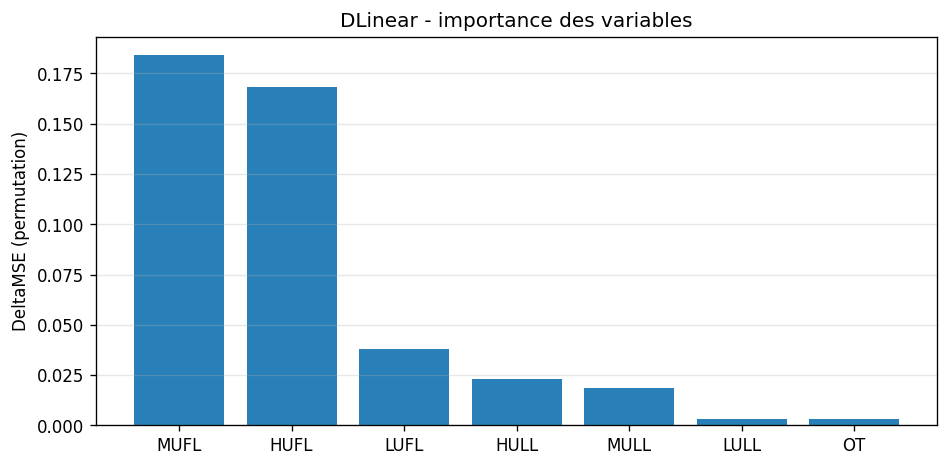 DLinear - importance des variables
DeltaMSE (permutation)
0.175
0.150
0.125
0.100
0.075
0.050
0.025
0.000
MUFL HUFL LUFL HULL MULL LULL OT